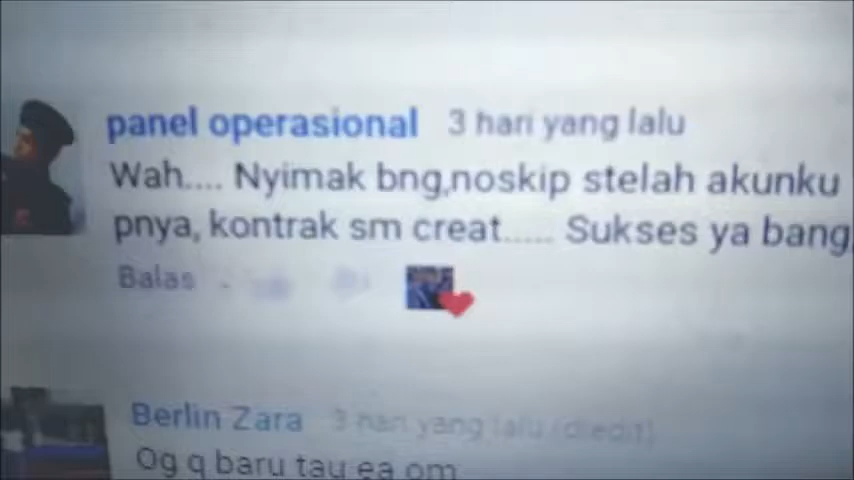 panel operasional 3 hari yang lalu
Wah.... Nyimak bng,noskip stelah akunku
pnya, kontrak sm creat..... Sukses ya bang
Balas
Berlin Zara 3 hari yang lalu (diedit)
Og q baru tau ea om